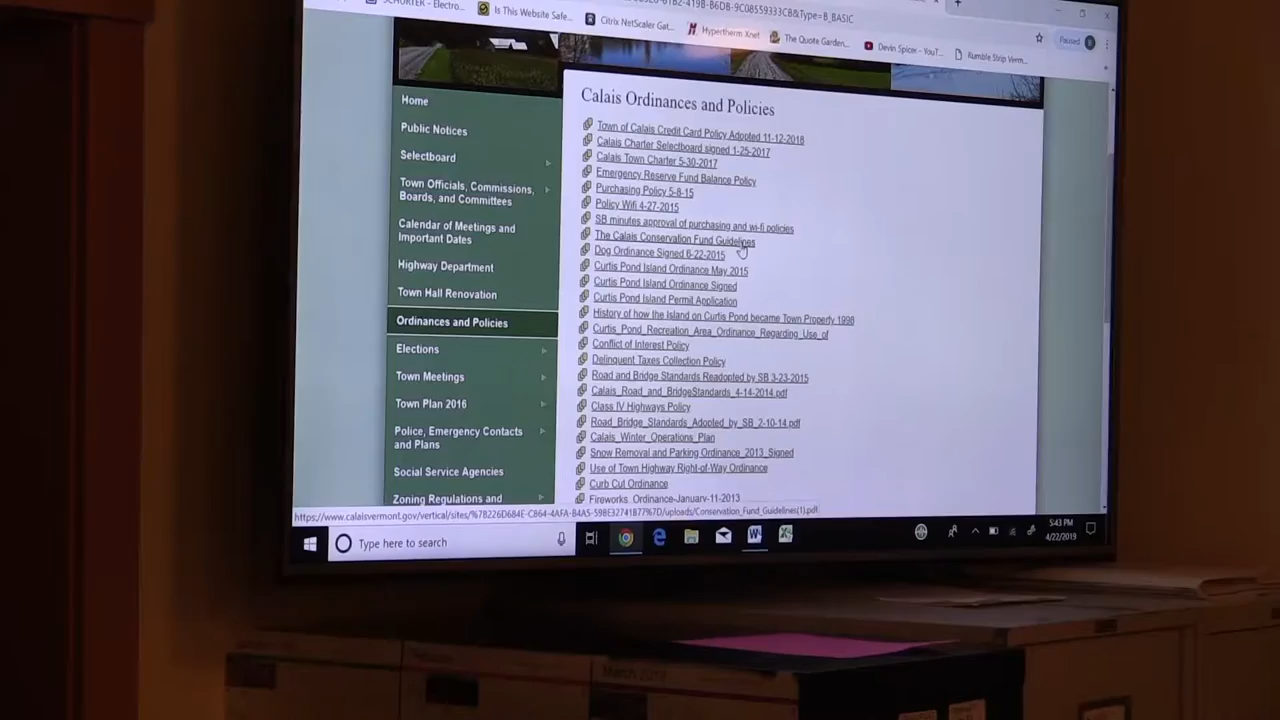 Is This Website Safe...
Citrix NetScaler Gat...
Hypertherm Xnet
The Quote Garden...
Devin Spicer - YouT...
Rumble Strip Verm...
Paused
Home
Public Notices
Selectboard
Town Officials, Commissions,
Boards, and Committees
Calendar of Meetings and
Important Dates
Highway Department
Town Hall Renovation
Ordinances and Policies
Elections
Town Meetings
Town Plan 2016
Police, Emergency Contacts
and Plans
Social Service Agencies
Zoning Regulations and
Calais Ordinances and Policies
Town of Calais Credit Card Policy Adopted 11-12-2018
Calais Charter Selectboard signed 1-25-2017
Calais Town Charter 5-30-2017
Emergency Reserve Fund Balance Policy
Purchasing Policy 5-8-15
Policy Wifi 4-27-2015
SB minutes approval of purchasing and wi-fi policies
The Calais Conservation Fund Guidelines
Dog Ordinance Signed 6-22-2015
Curtis Pond Island Ordinance May 2015
Curtis Pond Island Ordinance Signed
Curtis Pond Island Permit Application
History of how the Island on Curtis Pond became Town Property 1998
Curtis_Pond_Recreation_Area_Ordinance_Regarding_Use_of
Conflict of Interest Policy
Delinquent Taxes Collection Policy
Road and Bridge Standards Readopted by SB 3-23-2015
Calais_Road_and_BridgeStandards_4-14-2014.pdf
Class IV Highways Policy
Road_Bridge_Standards_Adopted_by_SB_2-10-14.pdf
Calais_Winter_Operations_Plan
Snow Removal and Parking Ordinance_2013_Signed
Use of Town Highway Right-of-Way Ordinance
Curb Cut Ordinance
Fireworks_Ordinance-January-11-2013
Type here to search
5:43 PM
4/22/2019